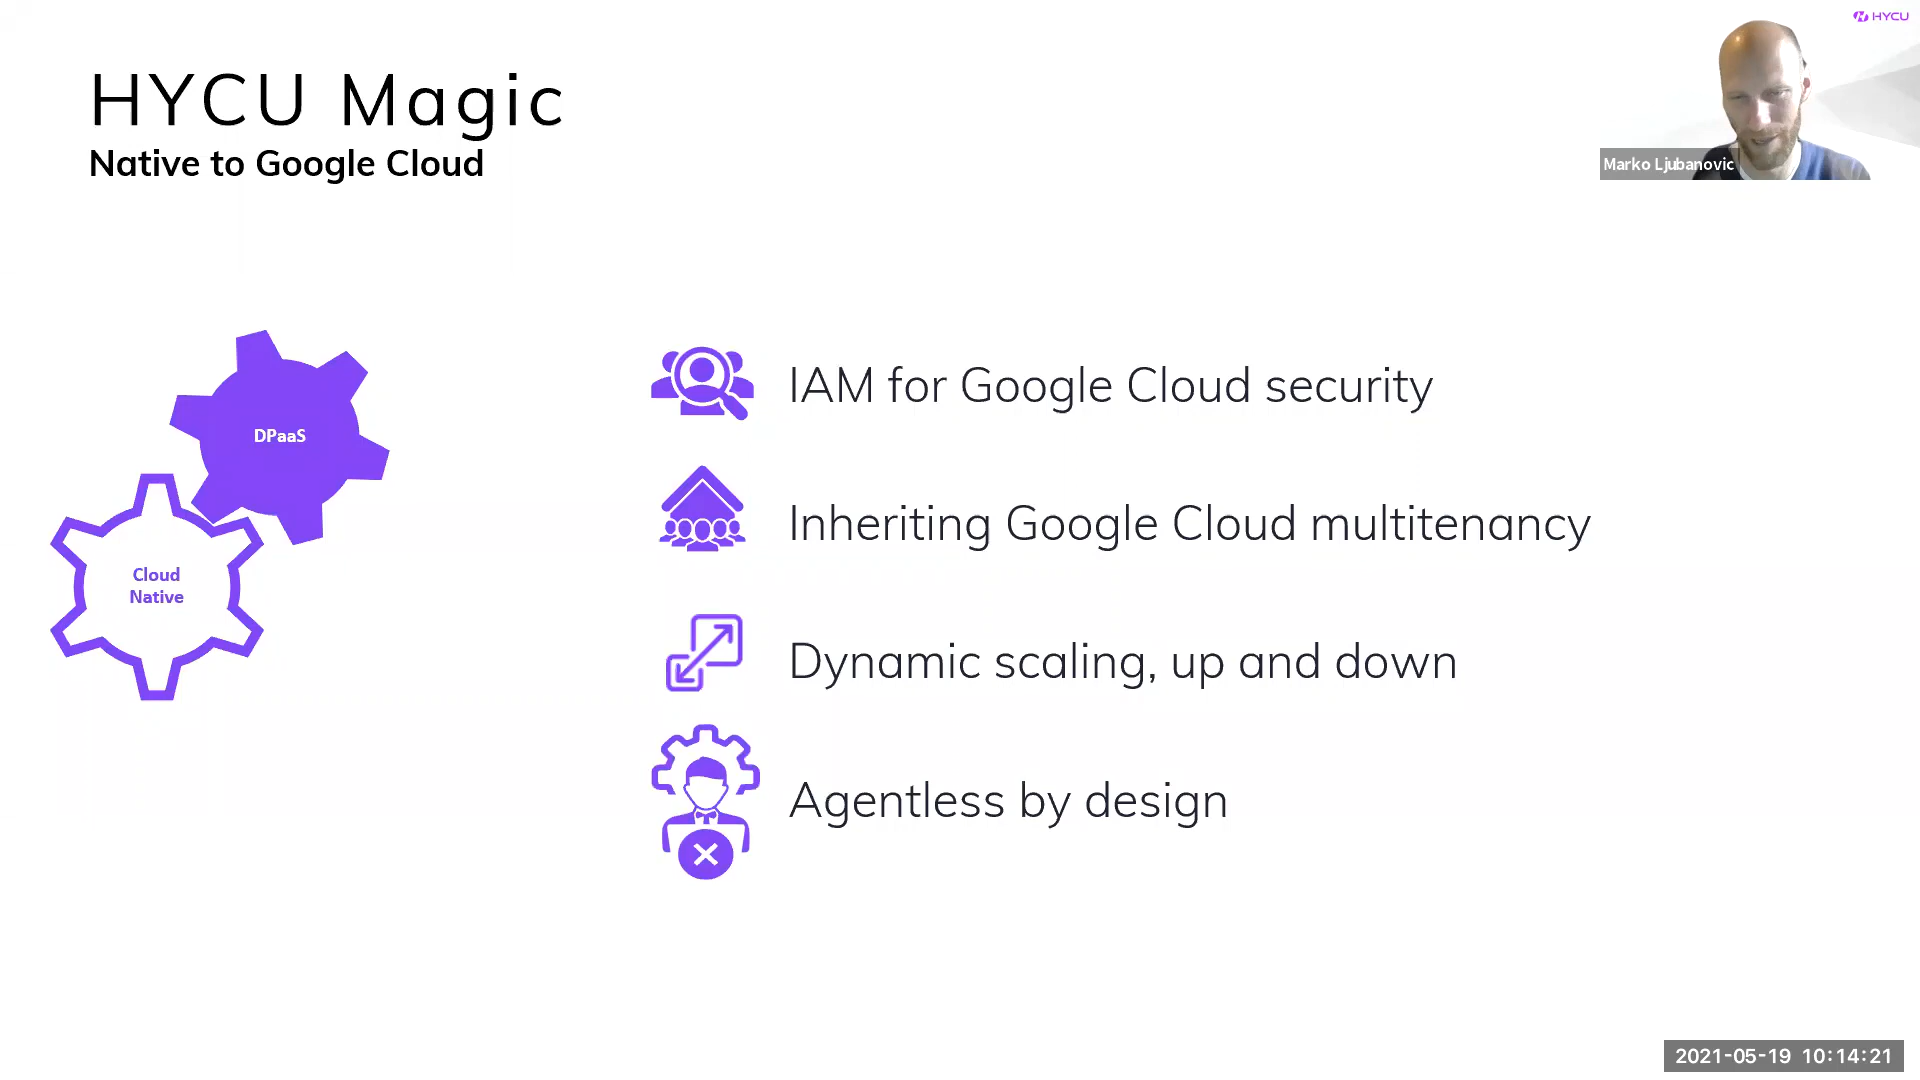 HYCU
HYCU Magic
Native to Google Cloud
Marko Ljubanovic
DPaaS
Cloud
Native
IAM for Google Cloud security
Inheriting Google Cloud multitenancy
Dynamic scaling, up and down
Agentless by design
2021-05-19 10:14:21